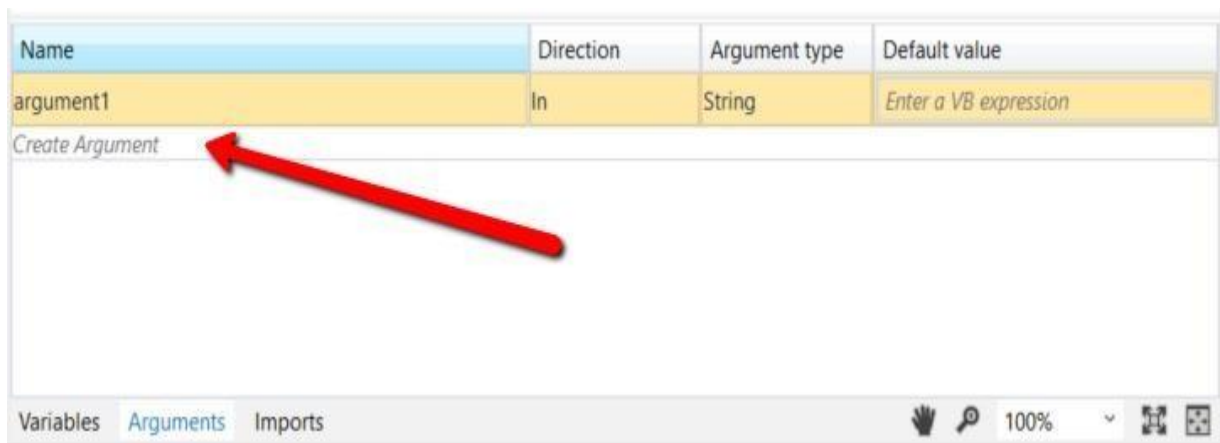 Name Direction Argument type Default value
argument1 In String Enter a VB expression
Create Argument
Variables Arguments Imports 100%